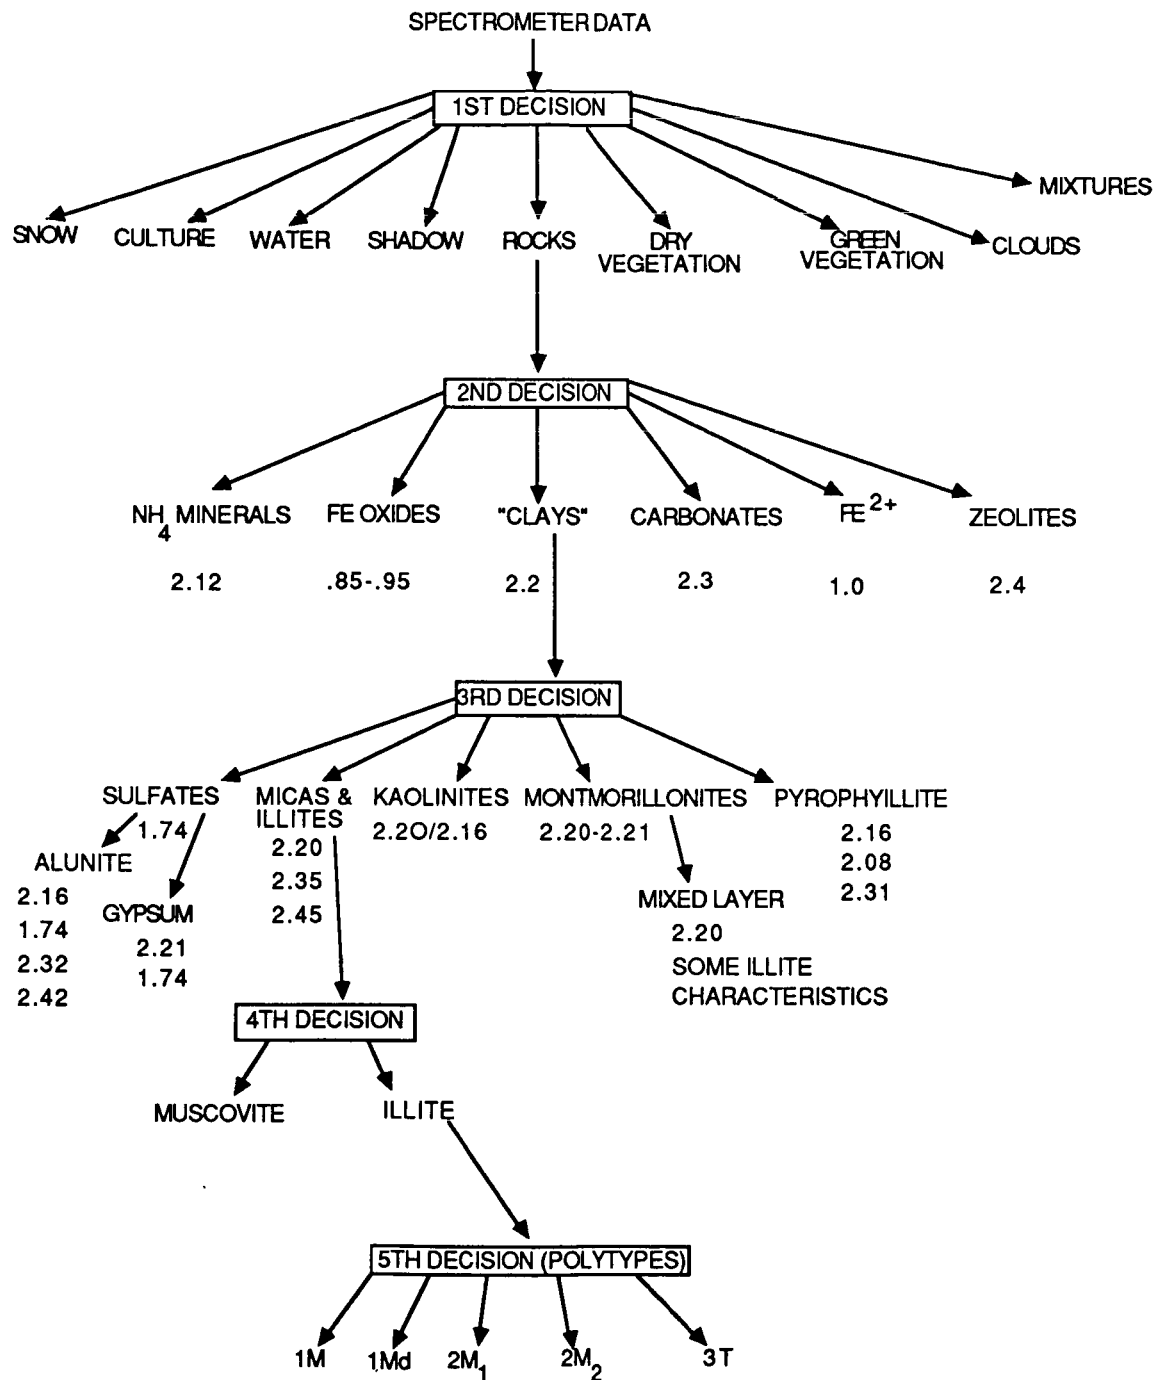 SPECTROMETER DATA
1ST DECISION
MIXTURES
SNOW CULTURE WATER SHADOW ROCKS DRY VEGETATION GREEN VEGETATION CLOUDS
2ND DECISION
NH4 MINERALS FE OXIDES "CLAYS" CARBONATES FE2+ ZEOLITES
2.12 .85-.95 2.2 2.3 1.0 2.4
3RD DECISION
SULFATES
1.74
MICAS &
ILLITES
2.20
2.35
2.45
KAOLINITES
2.2O/2.16
MONTMORILLONITES
2.20-2.21
PYROPHYILLITE
2.16
2.08
2.31
ALUNITE
2.16
1.74
2.32
2.42
GYPSUM
2.21
1.74
MIXED LAYER
2.20
SOME ILLITE
CHARACTERISTICS
4TH DECISION
MUSCOVITE ILLITE
5TH DECISION (POLYTYPES)
1M 1Md 2M1 2M2 3T